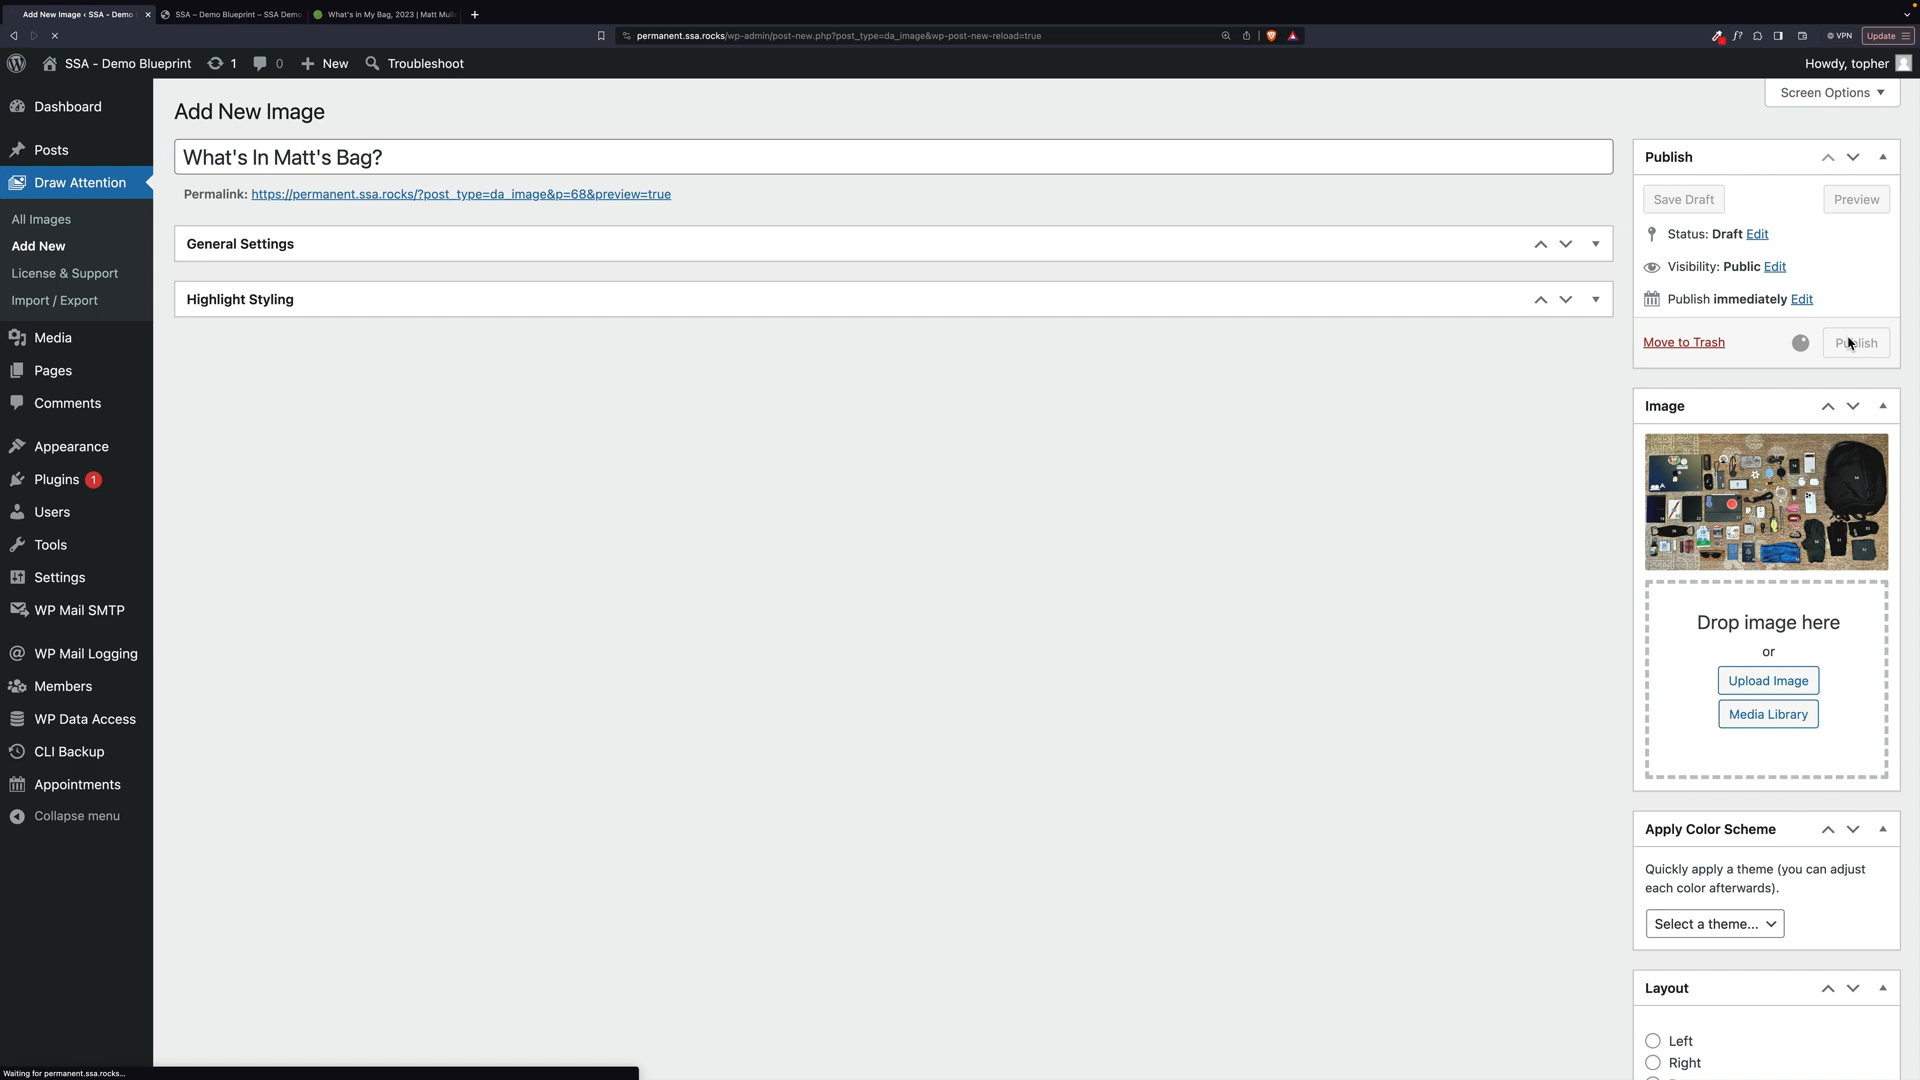 Add New Image ‹ SSA - Demo
SSA – Demo Blueprint – SSA Demo
What's in My Bag, 2023 | Matt Mull
permanent.ssa.rocks/wp-admin/post-new.php?post_type=da_image&wp-post-new-reload=true
VPN
Update
SSA - Demo Blueprint
1
0
New
Troubleshoot
Howdy, topher
Screen Options
Dashboard
Posts
Draw Attention
All Images
Add New
License & Support
Import / Export
Media
Pages
Comments
Appearance
Plugins 1
Users
Tools
Settings
WP Mail SMTP
WP Mail Logging
Members
WP Data Access
CLI Backup
Appointments
Collapse menu
Add New Image
What's In Matt's Bag?
Permalink: https://permanent.ssa.rocks/?post_type=da_image&p=68&preview=true
General Settings
Highlight Styling
Publish
Save Draft
Preview
Status: Draft Edit
Visibility: Public Edit
Publish immediately Edit
Move to Trash
Publish
Image
Drop image here
or
Upload Image
Media Library
Apply Color Scheme
Quickly apply a theme (you can adjust
each color afterwards).
Select a theme...
Layout
Left
Right
Waiting for permanent.ssa.rocks...